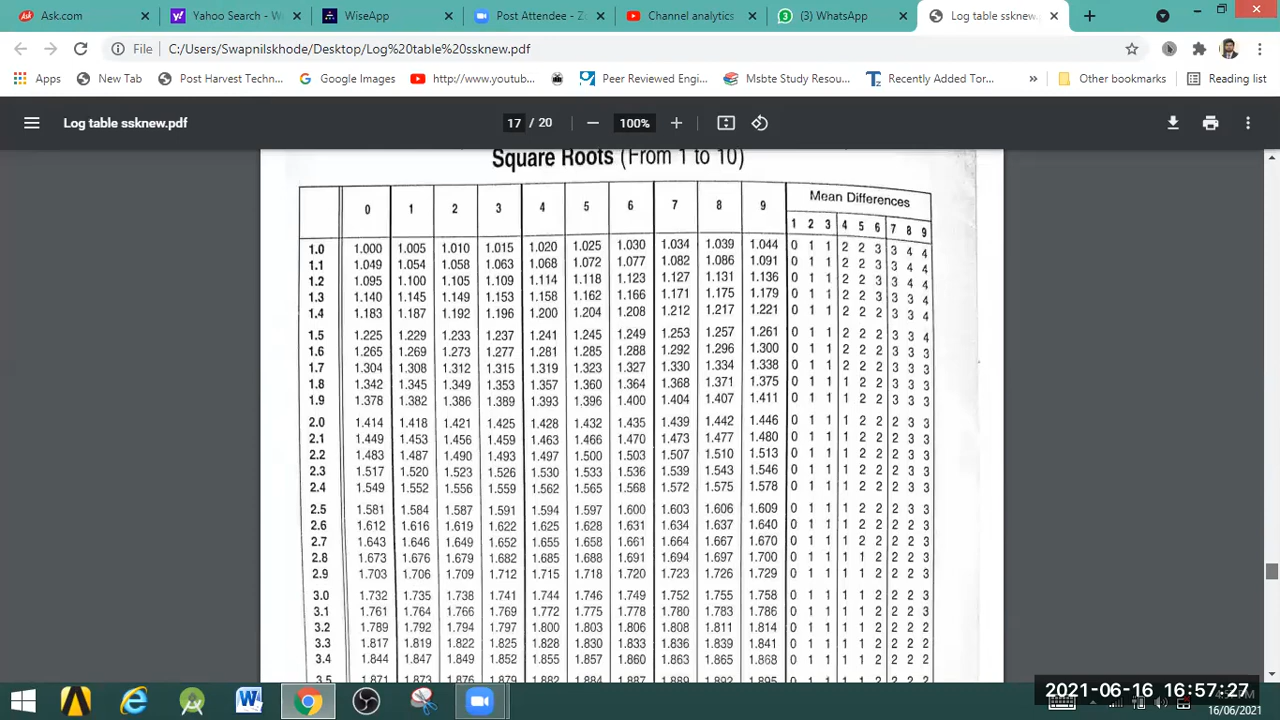 Ask.com
Yahoo Search - W
WiseApp
Post Attendee - Z
Channel analytics
(3) WhatsApp
Log table ssknew.p
File C:/Users/Swapnilskhode/Desktop/Log%20table%20ssknew.pdf
Apps New Tab Post Harvest Techn... Google Images http://www.youtub... Peer Reviewed Engi... Msbte Study Resou... Recently Added Tor... » Other bookmarks Reading list
Log table ssknew.pdf 17 / 20 100%
Square Roots (From 1 to 10)
Mean Differences
0 1 2 3 4 5 6 7 8 9 1 2 3 4 5 6 7 8 9
1.0 1.000 1.005 1.010 1.015 1.020 1.025 1.030 1.034 1.039 1.044 0 1 1 2 2 3 3 4 4
1.1 1.049 1.054 1.058 1.063 1.068 1.072 1.077 1.082 1.086 1.091 0 1 1 2 2 3 3 4 4
1.2 1.095 1.100 1.105 1.109 1.114 1.118 1.123 1.127 1.131 1.136 0 1 1 2 2 3 3 4 4
1.3 1.140 1.145 1.149 1.153 1.158 1.162 1.166 1.171 1.175 1.179 0 1 1 2 2 3 3 4 4
1.4 1.183 1.187 1.192 1.196 1.200 1.204 1.208 1.212 1.217 1.221 0 1 1 2 2 2 3 3 4
1.5 1.225 1.229 1.233 1.237 1.241 1.245 1.249 1.253 1.257 1.261 0 1 1 2 2 2 3 3 4
1.6 1.265 1.269 1.273 1.277 1.281 1.285 1.288 1.292 1.296 1.300 0 1 1 2 2 2 3 3 3
1.7 1.304 1.308 1.312 1.315 1.319 1.323 1.327 1.330 1.334 1.338 0 1 1 2 2 2 3 3 3
1.8 1.342 1.345 1.349 1.353 1.357 1.360 1.364 1.368 1.371 1.375 0 1 1 1 2 2 3 3 3
1.9 1.378 1.382 1.386 1.389 1.393 1.396 1.400 1.404 1.407 1.411 0 1 1 1 2 2 3 3 3
2.0 1.414 1.418 1.421 1.425 1.428 1.432 1.435 1.439 1.442 1.446 0 1 1 1 2 2 2 3 3
2.1 1.449 1.453 1.456 1.459 1.463 1.466 1.470 1.473 1.477 1.480 0 1 1 1 2 2 2 3 3
2.2 1.483 1.487 1.490 1.493 1.497 1.500 1.503 1.507 1.510 1.513 0 1 1 1 2 2 2 3 3
2.3 1.517 1.520 1.523 1.526 1.530 1.533 1.536 1.539 1.543 1.546 0 1 1 1 2 2 2 3 3
2.4 1.549 1.552 1.556 1.559 1.562 1.565 1.568 1.572 1.575 1.578 0 1 1 1 2 2 2 3 3
2.5 1.581 1.584 1.587 1.591 1.594 1.597 1.600 1.603 1.606 1.609 0 1 1 1 2 2 2 3 3
2.6 1.612 1.616 1.619 1.622 1.625 1.628 1.631 1.634 1.637 1.640 0 1 1 1 2 2 2 2 3
2.7 1.643 1.646 1.649 1.652 1.655 1.658 1.661 1.664 1.667 1.670 0 1 1 1 2 2 2 2 3
2.8 1.673 1.676 1.679 1.682 1.685 1.688 1.691 1.694 1.697 1.700 0 1 1 1 1 2 2 2 3
2.9 1.703 1.706 1.709 1.712 1.715 1.718 1.720 1.723 1.726 1.729 0 1 1 1 1 2 2 2 3
3.0 1.732 1.735 1.738 1.741 1.744 1.746 1.749 1.752 1.755 1.758 0 1 1 1 1 2 2 2 3
3.1 1.761 1.764 1.766 1.769 1.772 1.775 1.778 1.780 1.783 1.786 0 1 1 1 1 2 2 2 3
3.2 1.789 1.792 1.794 1.797 1.800 1.803 1.806 1.808 1.811 1.814 0 1 1 1 1 2 2 2 2
3.3 1.817 1.819 1.822 1.825 1.828 1.830 1.833 1.836 1.839 1.841 0 1 1 1 1 2 2 2 2
3.4 1.844 1.847 1.849 1.852 1.855 1.857 1.860 1.863 1.865 1.868 0 1 1 1 1 2 2 2 2
3.5 1.871 1.873 1.876 1.879 1.882 1.884 1.887 1.889 1.892 1.895
2021-06-16 16:57:27
16/06/2021